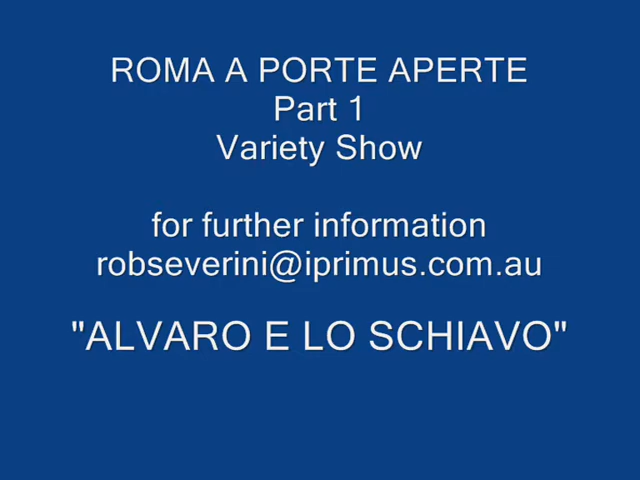 ROMA A PORTE APERTE
Part 1
Variety Show
for further information
robseverini@iprimus.com.au
"ALVARO E LO SCHIAVO"